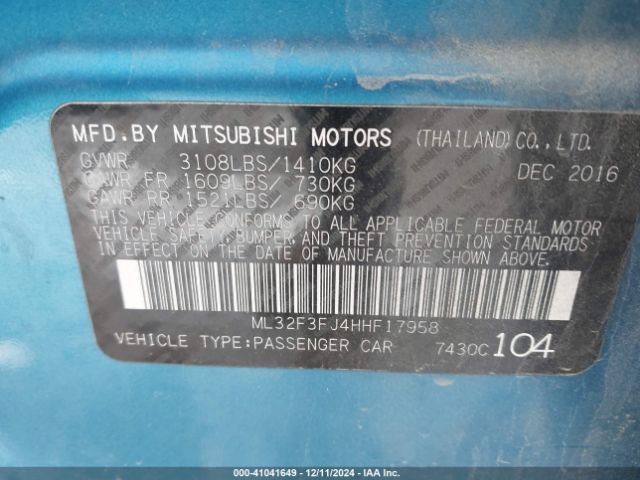 MFD.BY MITSUBISHI MOTORS (THAILAND)CO.,LTD.
GVWR 3108LBS/1410KG DEC 2016
GAWR FR 1609LBS/ 730KG
GAWR RR 1521LBS/ 690KG
THIS VEHICLE CONFORMS TO ALL APPLICABLE FEDERAL MOTOR
VEHICLE SAFETY,BUMPER,AND THEFT PREVENTION STANDARDS
IN EFFECT ON THE DATE OF MANUFACTURE SHOWN ABOVE.
ML32F3FJ4HHF17958
VEHICLE TYPE:PASSENGER CAR 7430C 104
000-41041649 - 12/11/2024 - IAA Inc.